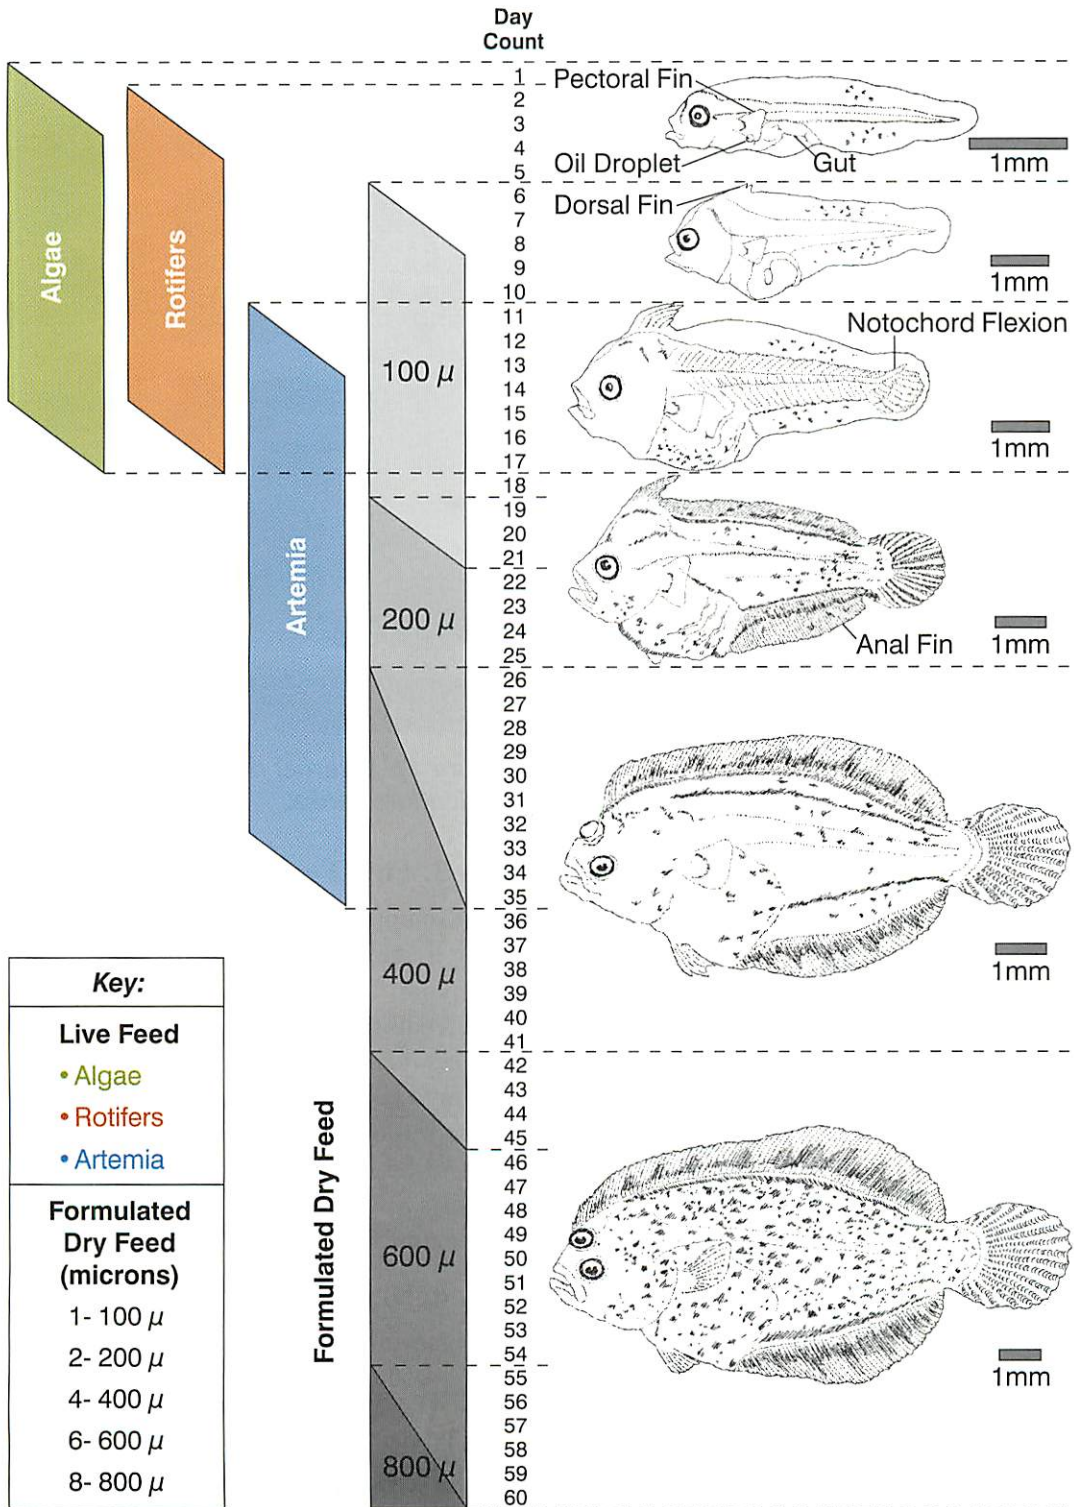 Day
Count
1
2
3
4
5
6
7
8
9
10
11
12
13
14
15
16
17
18
19
20
21
22
23
24
25
26
27
28
29
30
31
32
33
34
35
36
37
38
39
40
41
42
43
44
45
46
47
48
49
50
51
52
53
54
55
56
57
58
59
60
Algae
Rotifers
Artemia
100 μ
200 μ
400 μ
600 μ
800 μ
Formulated Dry Feed
Pectoral Fin
Oil Droplet
Gut
1mm
Dorsal Fin
1mm
Notochord Flexion
1mm
Anal Fin
1mm
1mm
1mm
Key:
Live Feed
• Algae
• Rotifers
• Artemia
Formulated
Dry Feed
(microns)
1- 100 μ
2- 200 μ
4- 400 μ
6- 600 μ
8- 800 μ